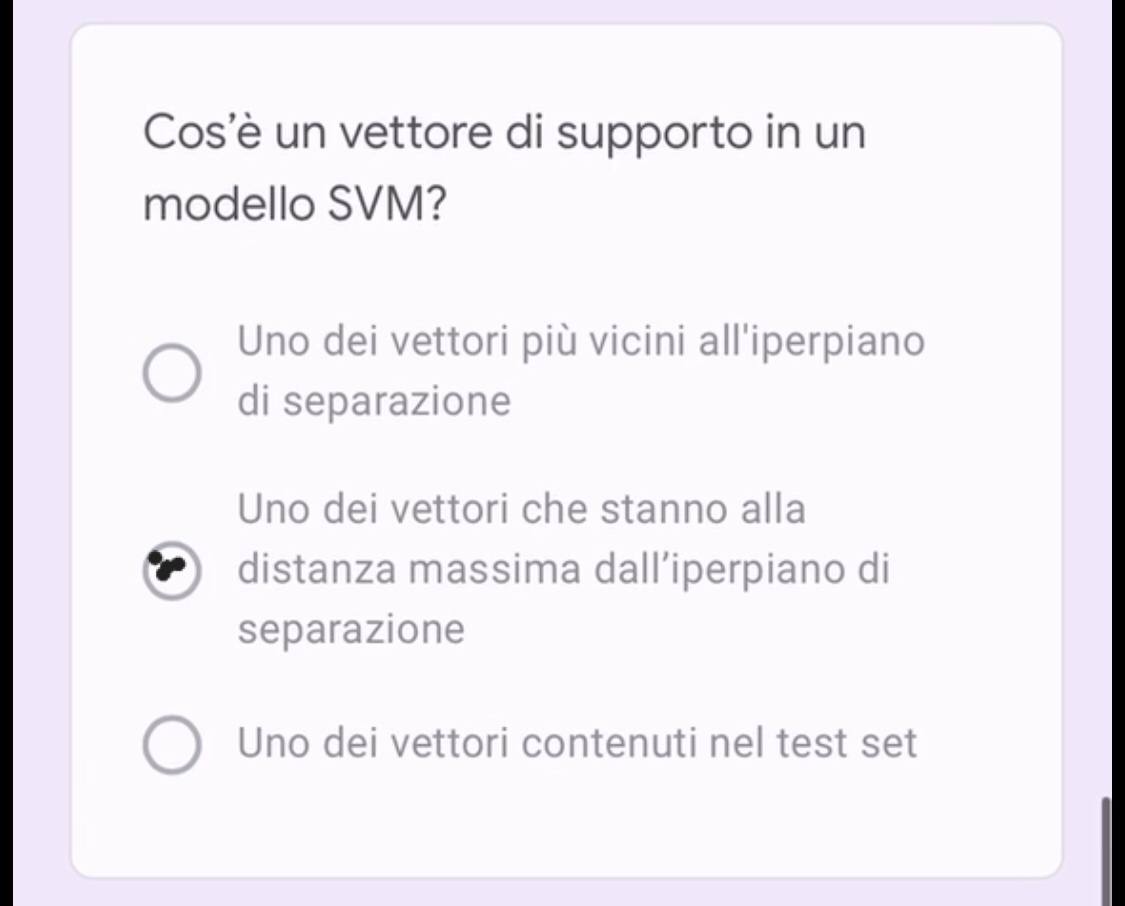 Cos’è un vettore di supporto in un
modello SVM?
Uno dei vettori più vicini all'iperpiano
di separazione
Uno dei vettori che stanno alla
distanza massima dall’iperpiano di
separazione
Uno dei vettori contenuti nel test set